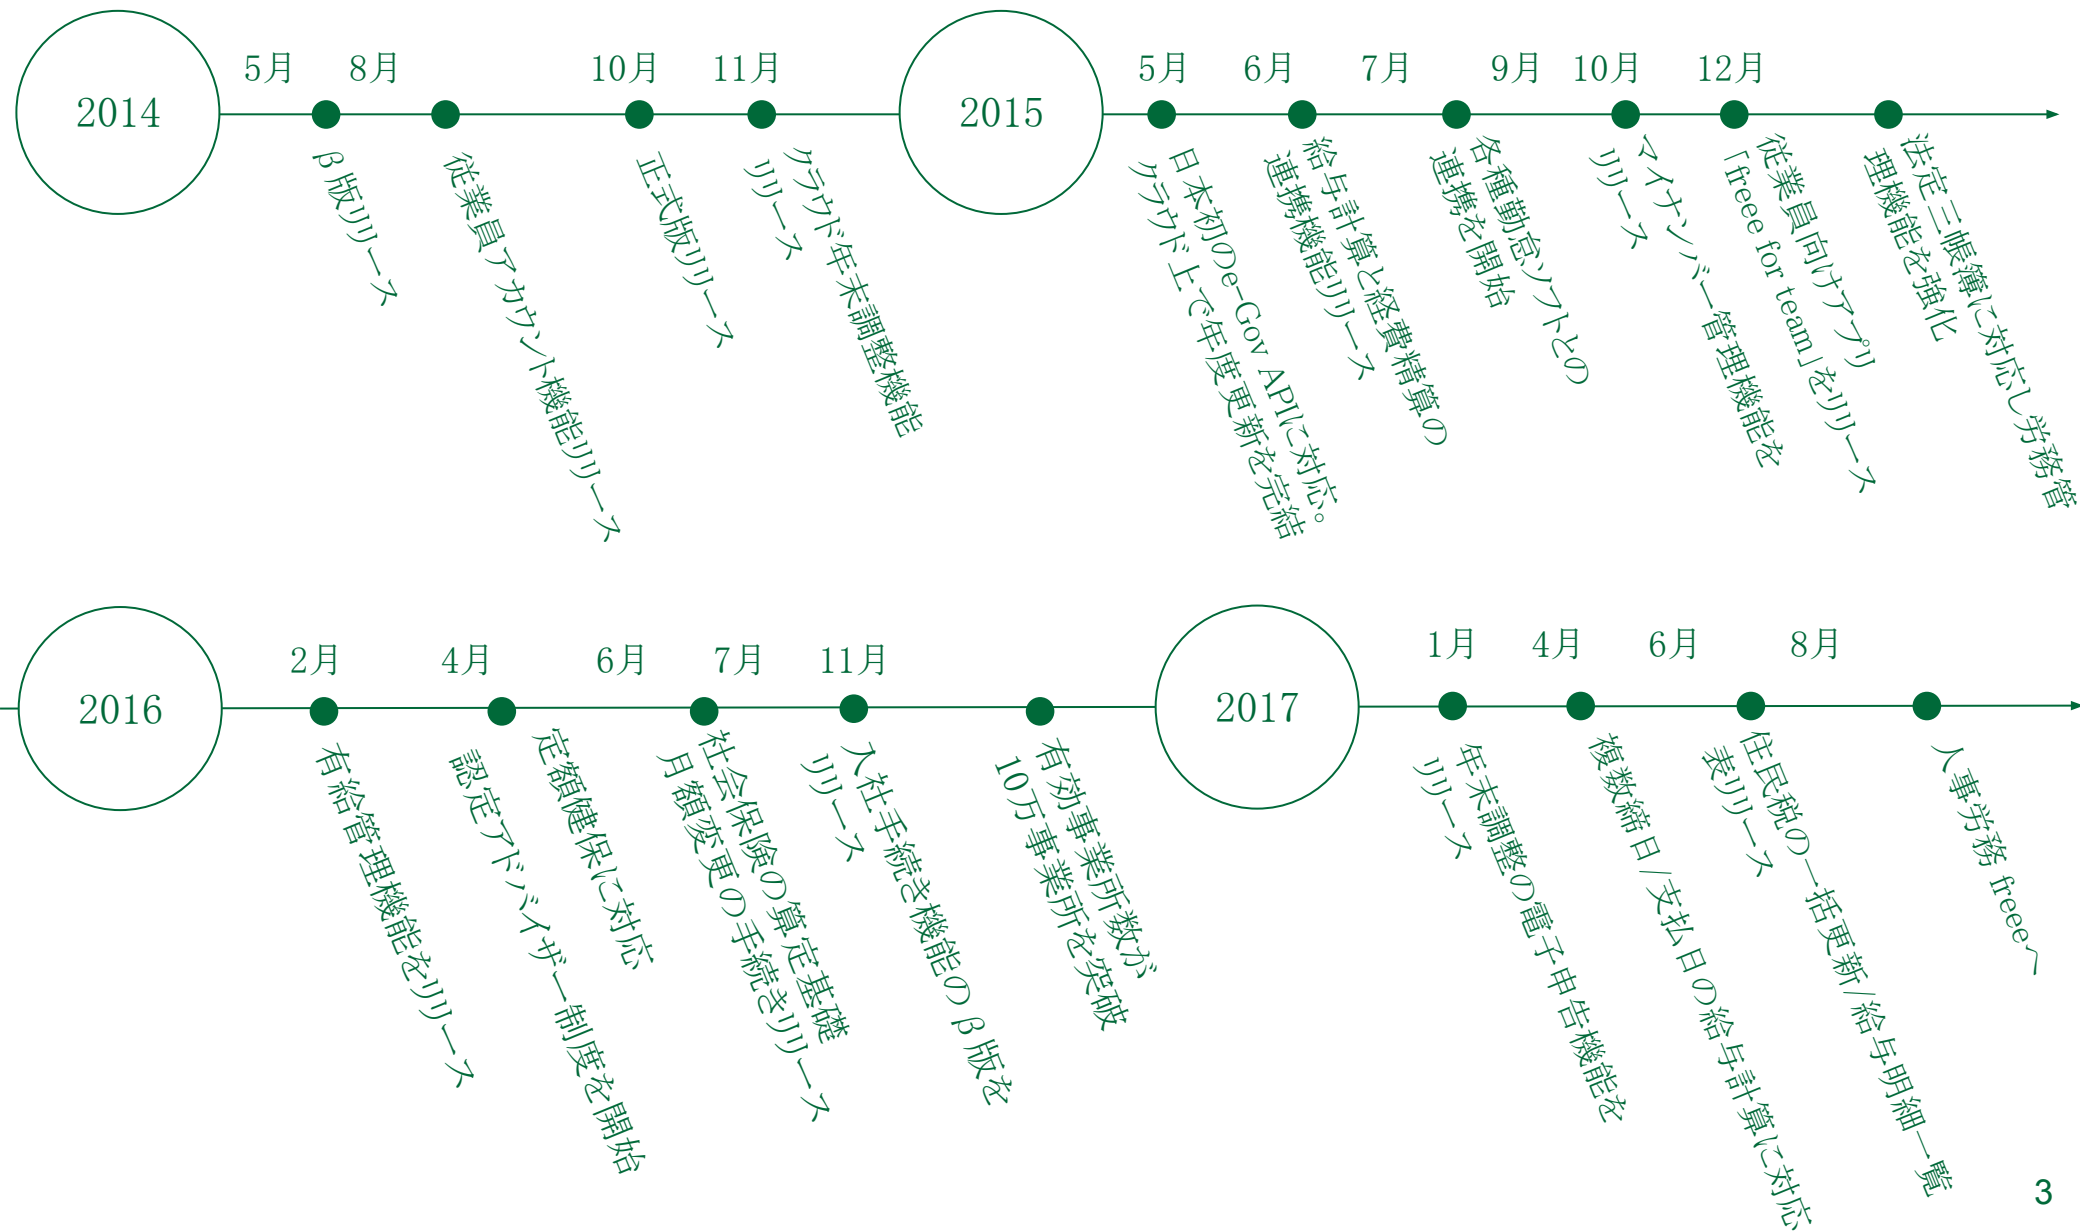 2014
5月
8月
10月
11月
β版リリース
従業員アカウント機能リリース
正式版リリース
クラウド年末調整機能
リリース
2015
5月
6月
7月
9月
10月
12月
日本初のe-Gov APIに対応。
クラウド上で年度更新を完結
給与計算と経費精算の
連携機能リリース
各種勤怠ソフトとの
連携を開始
マイナンバー管理機能を
リリース
従業員向けアプリ
「freee for team」をリリース
法定三帳簿に対応し労務管
理機能を強化
2016
2月
4月
6月
7月
11月
有給管理機能をリリース
定額健保に対応
認定アドバイザー制度を開始
社会保険の算定基礎
月額変更の手続きリリース
入社手続き機能のβ版を
リリース
有効事業所数が
10万事業所を突破
2017
1月
4月
6月
8月
年末調整の電子申告機能を
リリース
複数締日/支払日の給与計算に対応
住民税の一括更新/給与明細一覧
表リリース
人事労務 freeeへ
3